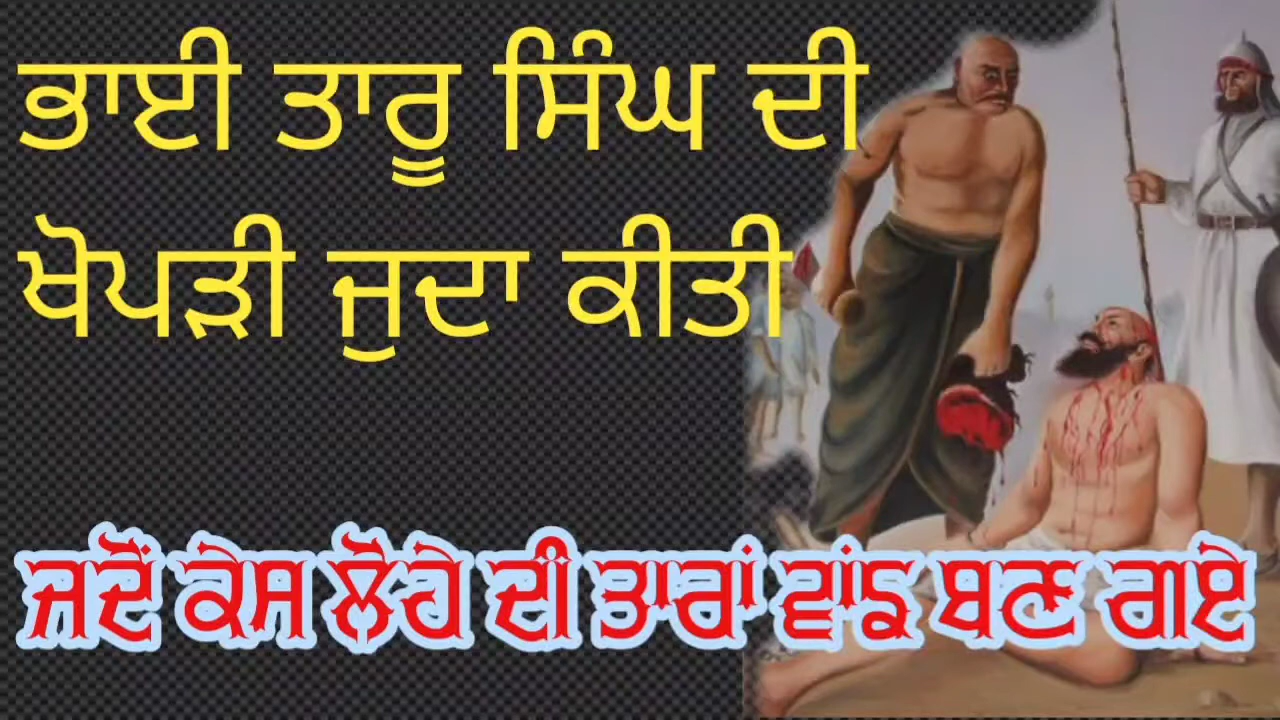 ਭਾਈ ਤਾਰੂ ਸਿੰਘ ਦੀ
ਖੋਪੜੀ ਜੁਦਾ ਕੀਤੀ
ਜਦੋਂ ਕੇਸ ਲੋਹੇ ਦੀ ਤਾਰਾਂ ਵਾਂਙ ਬਣ ਗਏ